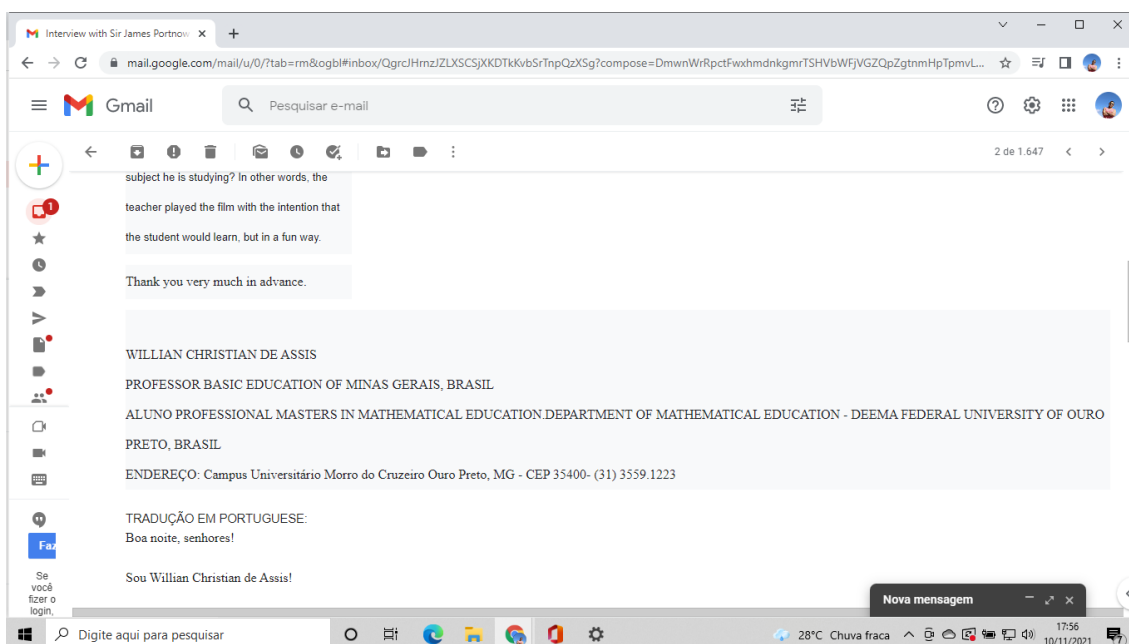 Interview with Sir James Portnow
mail.google.com/mail/u/0/?tab=rm&ogbl#inbox/QgrcJHrnzJZLXSCSjXKDTkKvbSrTnpQzXSg?compose=DmwnWrRpctFwxhmdnkgmrTSHVbWFjVGZQpZgtnmHpTpmvL...
Gmail
Pesquisar e-mail
2 de 1.647
subject he is studying? In other words, the
teacher played the film with the intention that
the student would learn, but in a fun way.
1
Thank you very much in advance.
WILLIAN CHRISTIAN DE ASSIS
PROFESSOR BASIC EDUCATION OF MINAS GERAIS, BRASIL
ALUNO PROFESSIONAL MASTERS IN MATHEMATICAL EDUCATION.DEPARTMENT OF MATHEMATICAL EDUCATION - DEEMA FEDERAL UNIVERSITY OF OURO
PRETO, BRASIL
ENDEREÇO: Campus Universitário Morro do Cruzeiro Ouro Preto, MG - CEP 35400- (31) 3559.1223
TRADUÇÃO EM PORTUGUESE:
Boa noite, senhores!
Faz
Sou Willian Christian de Assis!
Se
você
fizer o
login,
Nova mensagem
Digite aqui para pesquisar
28°C Chuva fraca
17:56
10/11/2021
7